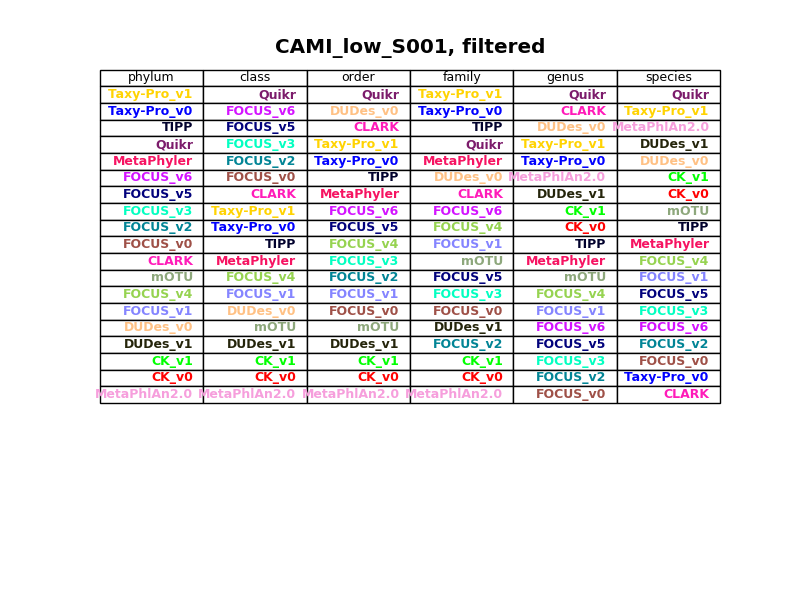 CAMI_low_S001, filtered
phylum class order family genus species
Taxy-Pro_v1 Quikr Quikr Taxy-Pro_v1 Quikr Quikr
Taxy-Pro_v0 FOCUS_v6 DUDes_v0 Taxy-Pro_v0 CLARK Taxy-Pro_v1
TIPP FOCUS_v5 CLARK TIPP DUDes_v0 MetaPhlAn2.0
Quikr FOCUS_v3 Taxy-Pro_v1 Quikr Taxy-Pro_v1 DUDes_v1
MetaPhyler FOCUS_v2 Taxy-Pro_v0 MetaPhyler Taxy-Pro_v0 DUDes_v0
FOCUS_v6 FOCUS_v0 TIPP DUDes_v0 MetaPhlAn2.0 CK_v1
FOCUS_v5 CLARK MetaPhyler CLARK DUDes_v1 CK_v0
FOCUS_v3 Taxy-Pro_v1 FOCUS_v6 FOCUS_v6 CK_v1 mOTU
FOCUS_v2 Taxy-Pro_v0 FOCUS_v5 FOCUS_v4 CK_v0 TIPP
FOCUS_v0 TIPP FOCUS_v4 FOCUS_v1 TIPP MetaPhyler
CLARK MetaPhyler FOCUS_v3 mOTU MetaPhyler FOCUS_v4
mOTU FOCUS_v4 FOCUS_v2 FOCUS_v5 mOTU FOCUS_v1
FOCUS_v4 FOCUS_v1 FOCUS_v1 FOCUS_v3 FOCUS_v4 FOCUS_v5
FOCUS_v1 DUDes_v0 FOCUS_v0 FOCUS_v0 FOCUS_v1 FOCUS_v3
DUDes_v0 mOTU mOTU DUDes_v1 FOCUS_v6 FOCUS_v6
DUDes_v1 DUDes_v1 DUDes_v1 FOCUS_v2 FOCUS_v5 FOCUS_v2
CK_v1 CK_v1 CK_v1 CK_v1 FOCUS_v3 FOCUS_v0
CK_v0 CK_v0 CK_v0 CK_v0 FOCUS_v2 Taxy-Pro_v0
MetaPhlAn2.0 MetaPhlAn2.0 MetaPhlAn2.0 MetaPhlAn2.0 FOCUS_v0 CLARK